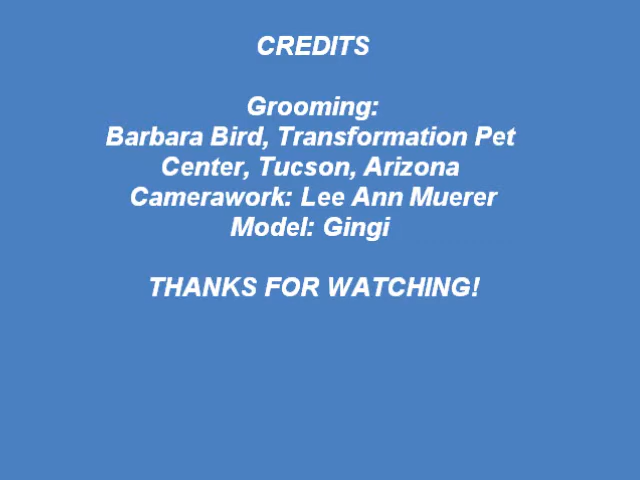 CREDITS
Grooming:
Barbara Bird, Transformation Pet
Center, Tucson, Arizona
Camerawork: Lee Ann Muerer
Model: Gingi
THANKS FOR WATCHING!